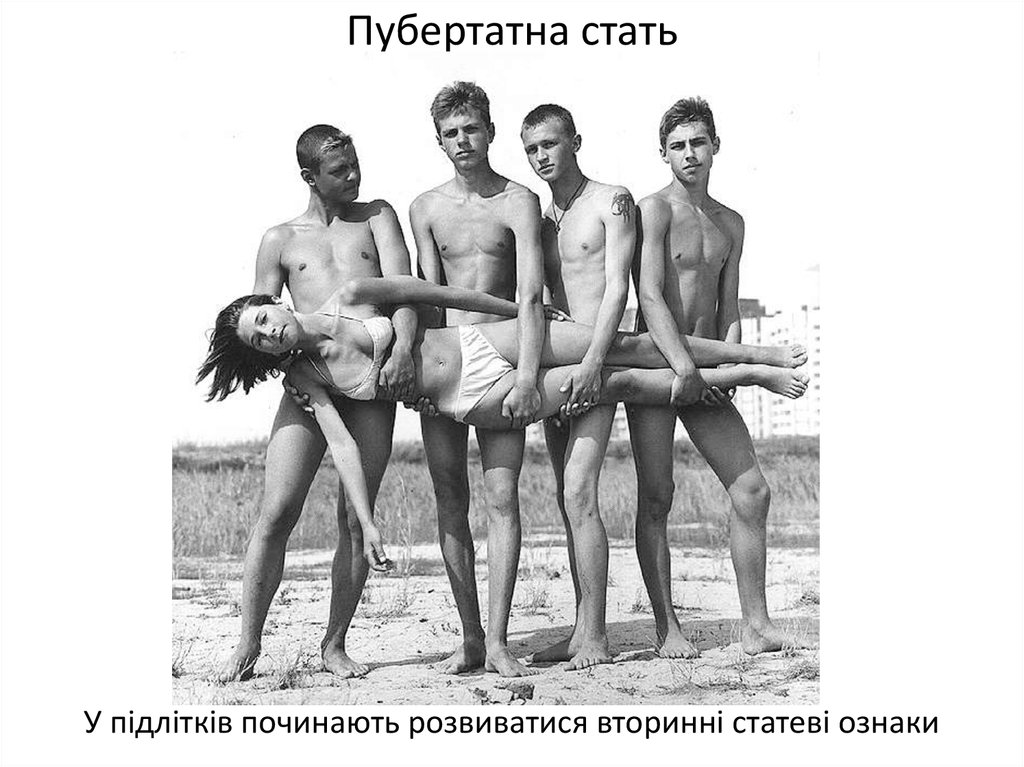 Пубертатна стать
У підлітків починають розвиватися вторинні статеві ознаки